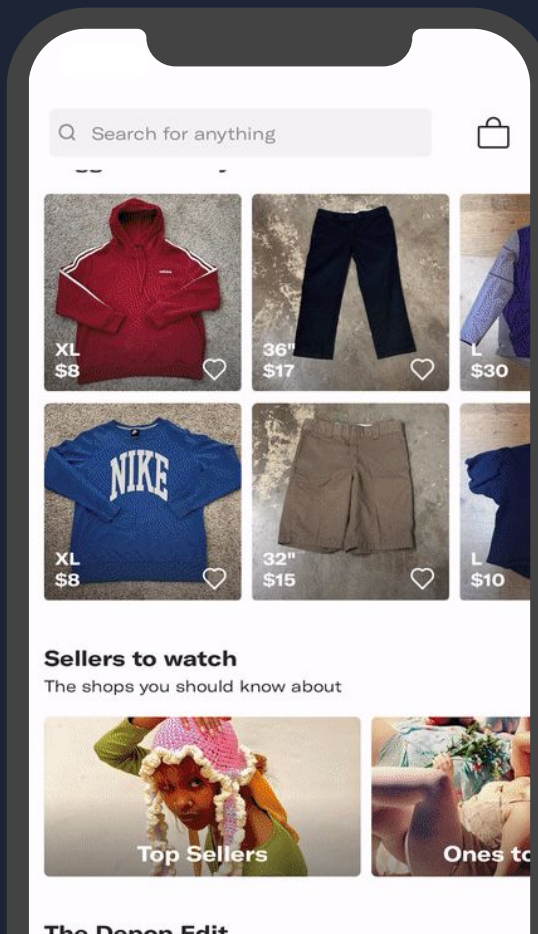 Search for anything
XL
$8
36"
$17
L
$30
NIKE
XL
$8
32"
$15
L
$10
Sellers to watch
The shops you should know about
Top Sellers
Ones to
The Depop Edit